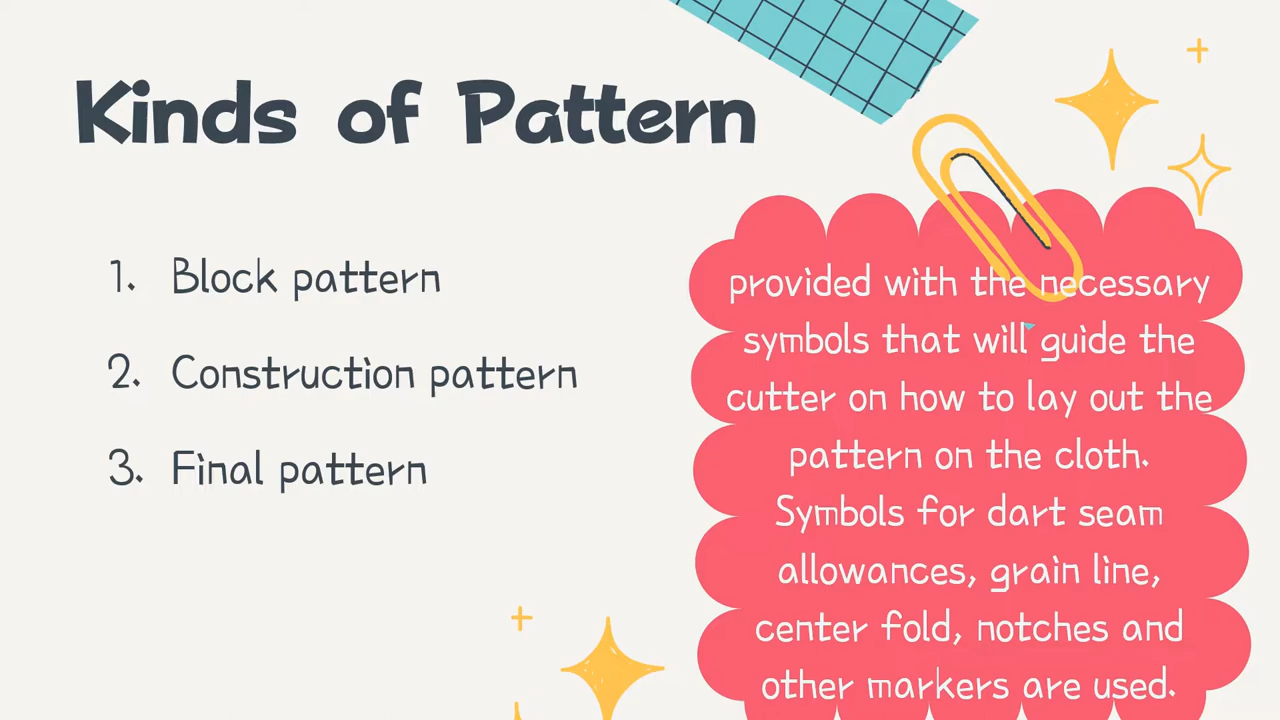 Kinds of Pattern
1. Block pattern
2. Construction pattern
3. Final pattern
provided with the necessary
symbols that will guide the
cutter on how to lay out the
pattern on the cloth.
Symbols for dart seam
allowances, grain line,
center fold, notches and
other markers are used.